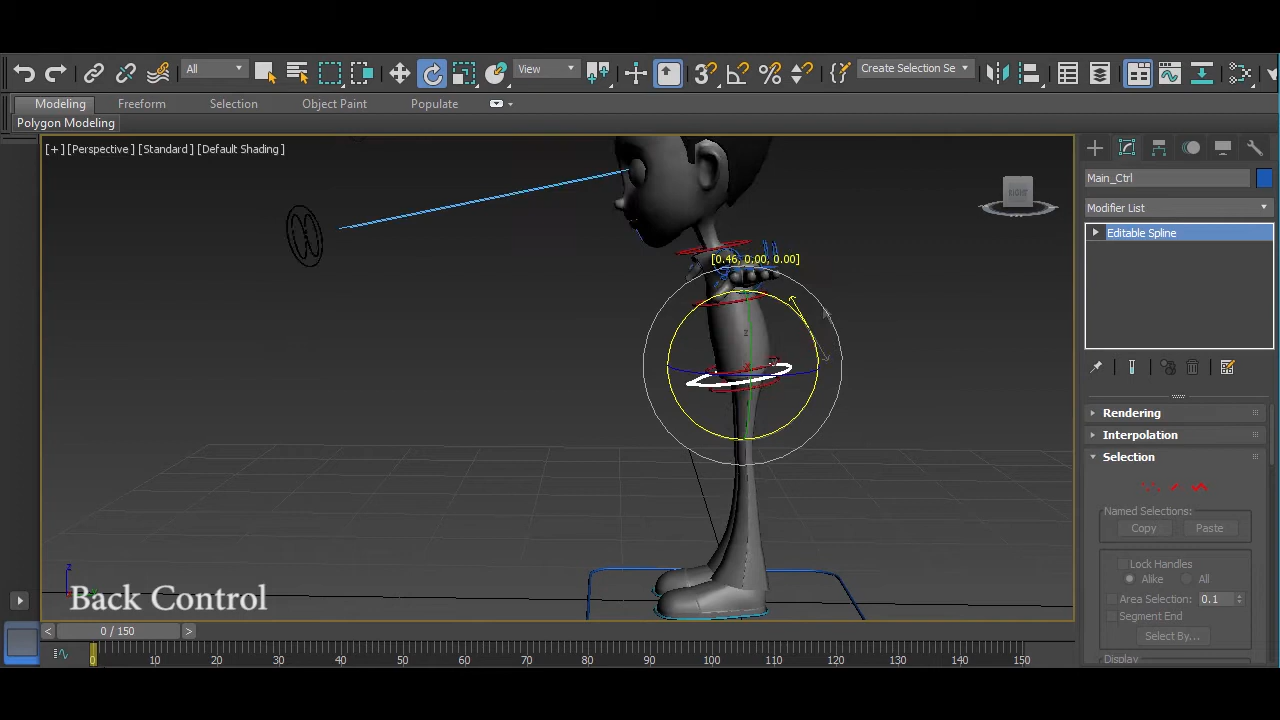 All
View
Create Selection Se
Modeling
Freeform
Selection
Object Paint
Populate
Polygon Modeling
[+] [Perspective] [Standard] [Default Shading]
Main_Ctrl
RIGHT
Modifier List
Editable Spline
[0.46, 0.00, 0.00]
z
x
Rendering
Interpolation
Selection
Named Selections:
Copy
Paste
Lock Handles
Alike
All
Area Selection: 0.1
Segment End
Select By...
Display
z
Back Control
< 0 / 150 >
0 10 20 30 40 50 60 70 80 90 100 110 120 130 140 150